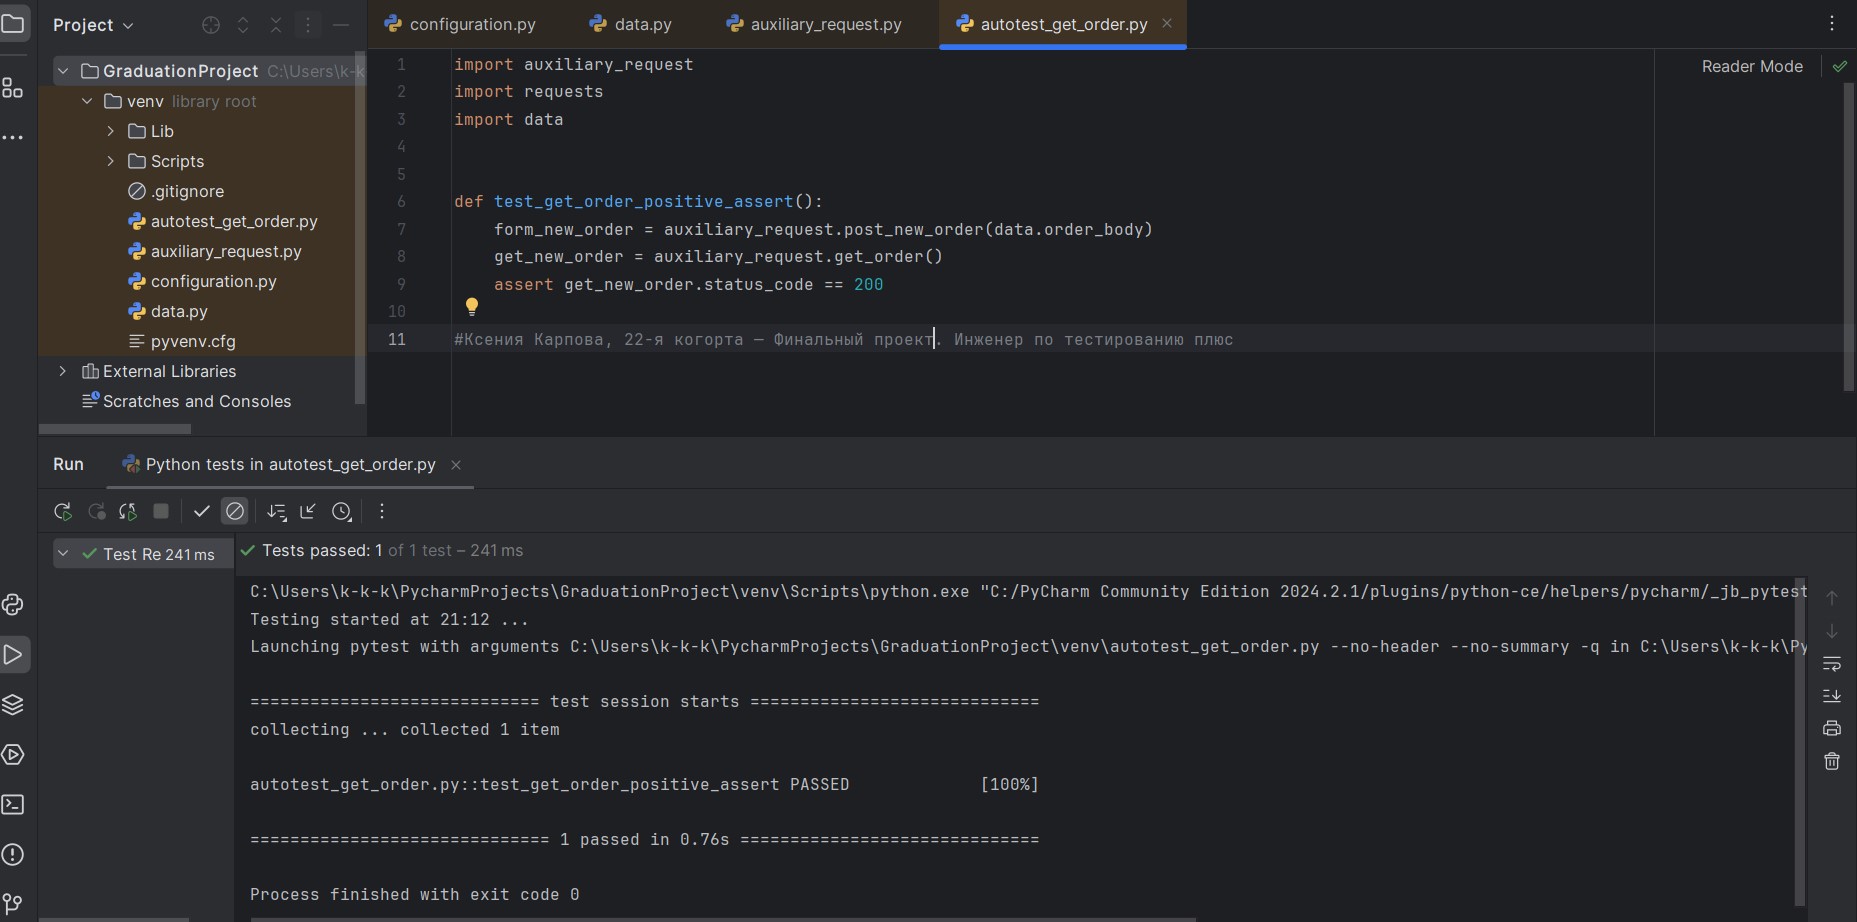 Project
configuration.py
data.py
auxiliary_request.py
autotest_get_order.py
GraduationProject C:\Users\k-k
venv library root
Lib
Scripts
.gitignore
autotest_get_order.py
auxiliary_request.py
configuration.py
data.py
pyvenv.cfg
External Libraries
Scratches and Consoles
Reader Mode
1 import auxiliary_request
2 import requests
3 import data
4
5
6 def test_get_order_positive_assert():
7 form_new_order = auxiliary_request.post_new_order(data.order_body)
8 get_new_order = auxiliary_request.get_order()
9 assert get_new_order.status_code == 200
10
11 #Ксения Карпова, 22-я когорта — Финальный проект. Инженер по тестированию плюс
Run Python tests in autotest_get_order.py
Test Re 241 ms
Tests passed: 1 of 1 test – 241 ms
C:\Users\k-k-k\PycharmProjects\GraduationProject\venv\Scripts\python.exe "C:/PyCharm Community Edition 2024.2.1/plugins/python-ce/helpers/pycharm/_jb_pytest
Testing started at 21:12 ...
Launching pytest with arguments C:\Users\k-k-k\PycharmProjects\GraduationProject\venv\autotest_get_order.py --no-header --no-summary -q in C:\Users\k-k-k\Py
============================= test session starts =============================
collecting ... collected 1 item
autotest_get_order.py::test_get_order_positive_assert PASSED [100%]
============================== 1 passed in 0.76s ==============================
Process finished with exit code 0